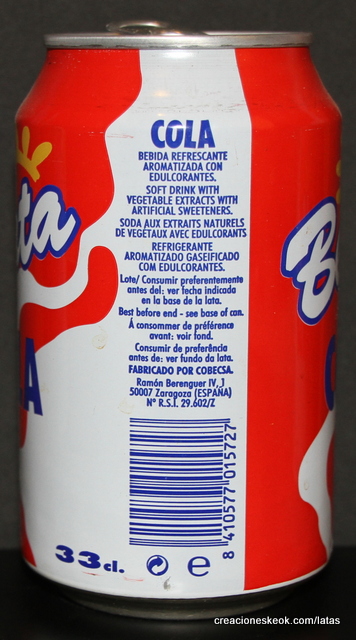 COLA
BEBIDA REFRESCANTE
AROMATIZADA CON
EDULCORANTES.
SOFT DRINK WITH
VEGETABLE EXTRACTS WITH
ARTIFICIAL SWEETENERS.
SODA AUX EXTRAITS NATURELS
DE VEGETAUX AVEC EDULCORANTS
REFRIGERANTE
AROMATIZADO GASEIFICADO
COM EDULCORANTES.
Lote/ Consumir preferentemente
antes del: ver fecha indicada
en la base de la lata.
Best before end - see base of can.
Á consommer de préférence
avant: voir fond.
Consumir de preferência
antes de: ver fundo da lata.
FABRICADO POR COBECSA.
Ramón Berenguer IV, 1
50007 Zaragoza (ESPAÑA)
Nº R.S.I. 29.602/Z
8 410577 015727
33cl.
e
ta
LA
B
creacioneskeok.com/latas